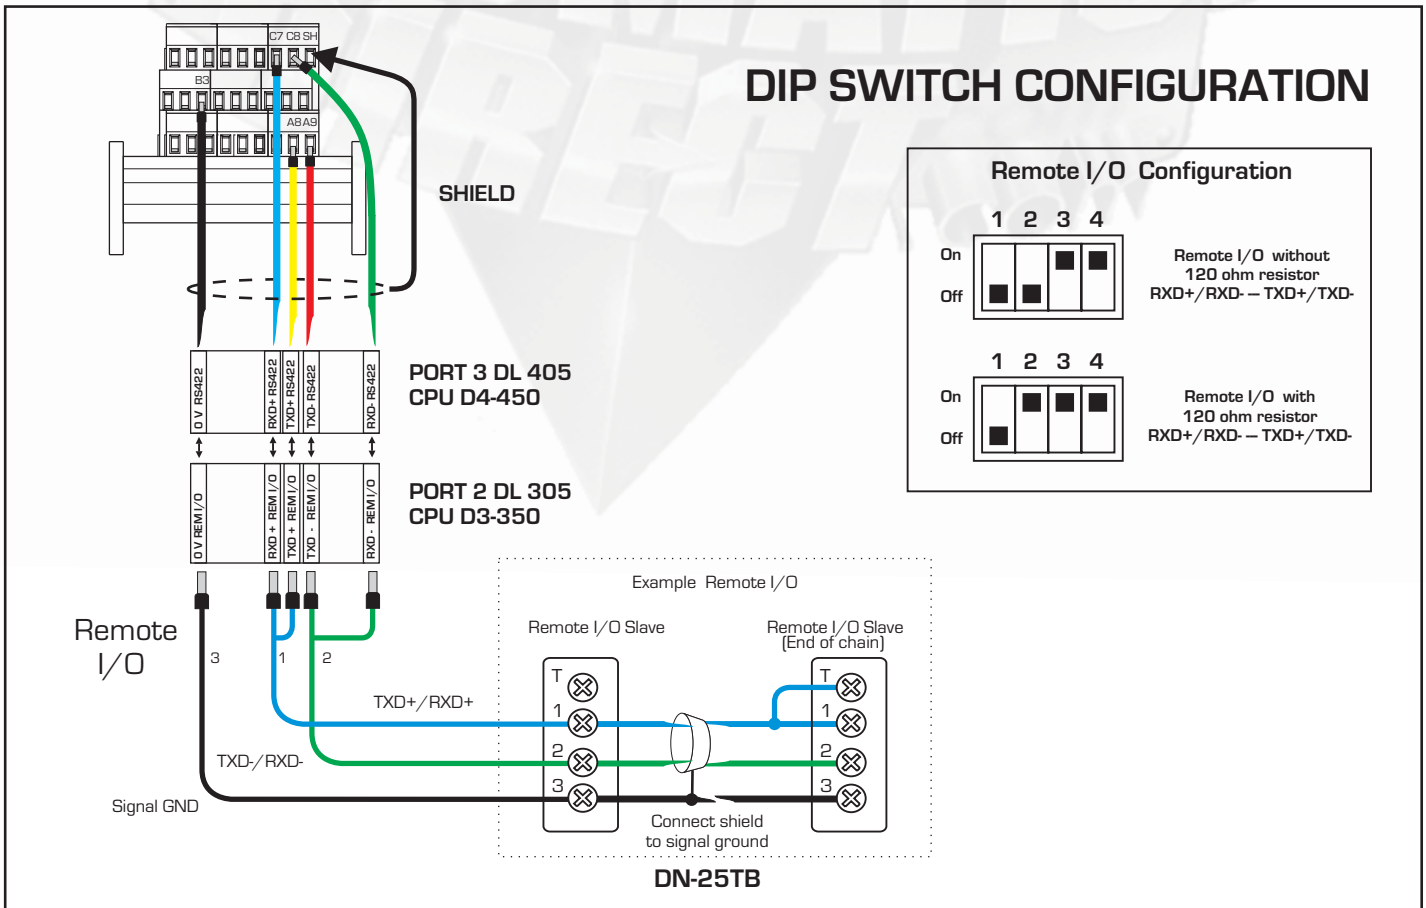 DIP SWITCH CONFIGURATION
C7 C8 SH
B3
A8 A9
SHIELD
Remote I/O Configuration
1 2 3 4
On
Off
Remote I/O without
120 ohm resistor
RXD+/RXD- – TXD+/TXD-
1 2 3 4
On
Off
Remote I/O with
120 ohm resistor
RXD+/RXD- – TXD+/TXD-
0 V RS422
RXD+ RS422
TXD+ RS422
TXD- RS422
RXD- RS422
PORT 3 DL 405
CPU D4-450
0 V REM I/O
RXD + REM I/O
TXD + REM I/O
TXD - REM I/O
RXD - REM I/O
PORT 2 DL 305
CPU D3-350
Remote
I/O
3
1
2
TXD+/RXD+
TXD-/RXD-
Signal GND
Example Remote I/O
Remote I/O Slave
T
1
2
3
Remote I/O Slave
(End of chain)
T
1
2
3
Connect shield
to signal ground
DN-25TB